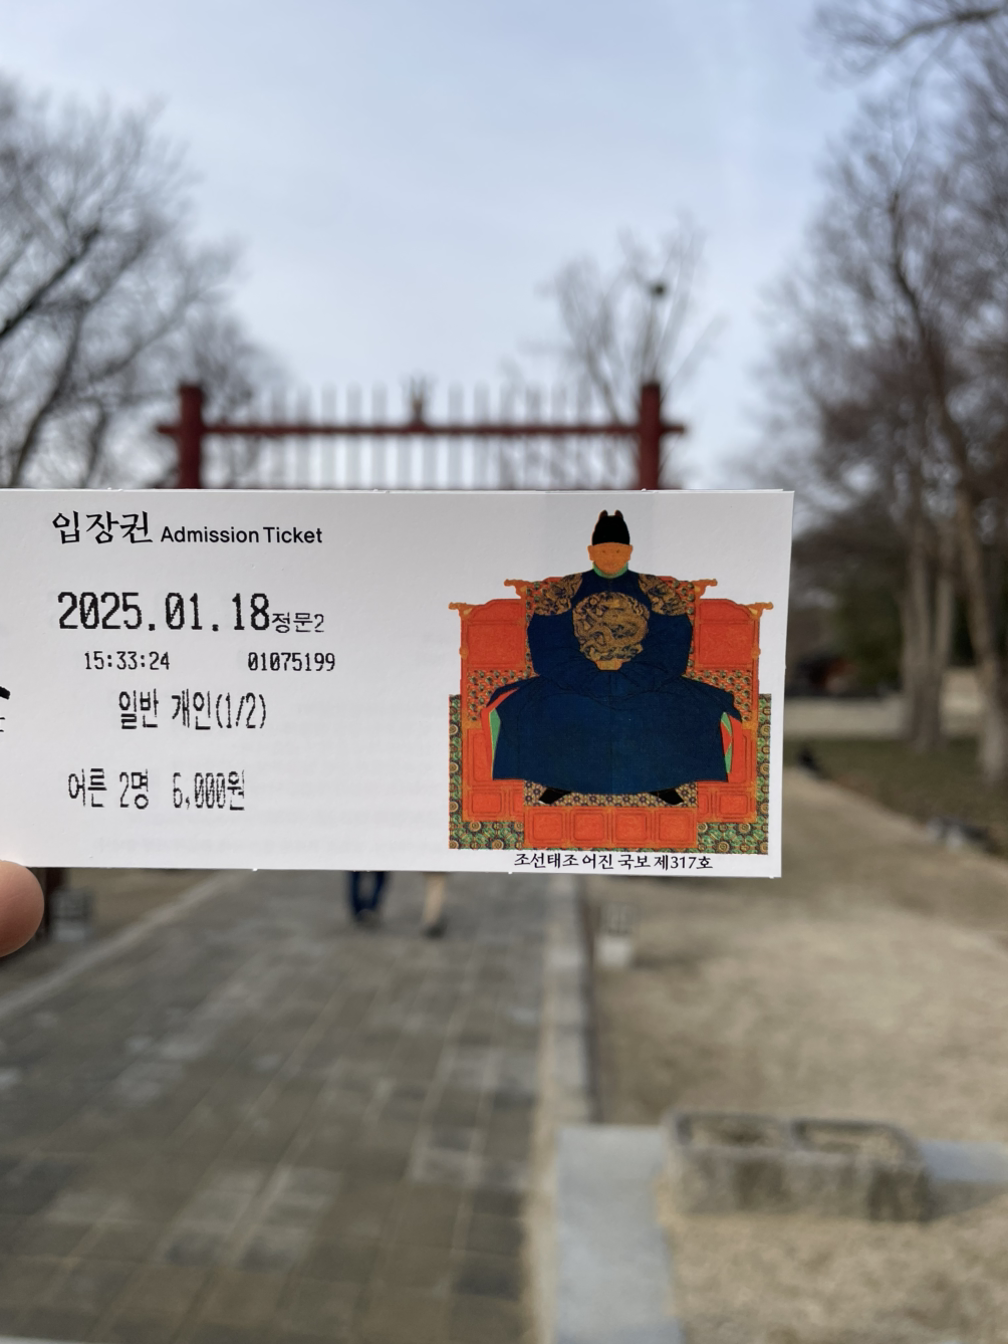 입장권 Admission Ticket
2025.01.18정문2
15:33:24 01075199
일반 개인(1/2)
어른 2명 6,000원
조선태조어진 국보 제317호